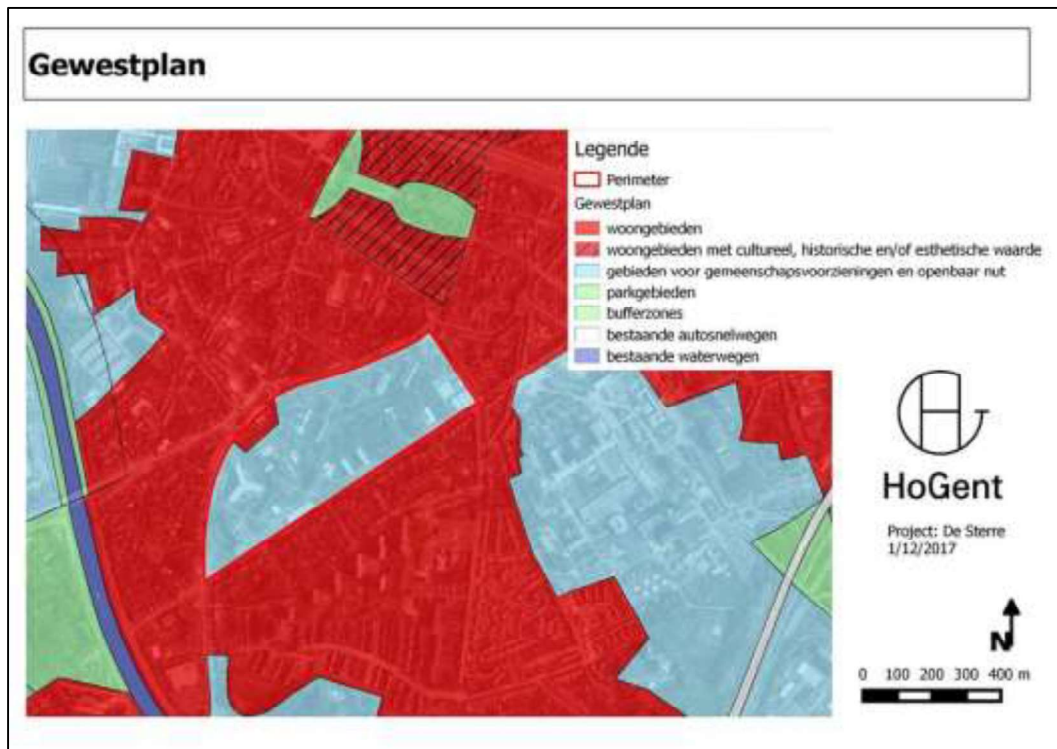 Gewestplan
Legende
Perimeter
Gewestplan
woongebieden
woongebieden met cultureel, historische en/of esthetische waarde
gebieden voor gemeenschapsvoorzieningen en openbaar nut
parkgebieden
bufferzones
bestaande autosnelwegen
bestaande waterwegen
HoGent
Project: De Sterre
1/12/2017
N
0 100 200 300 400 m